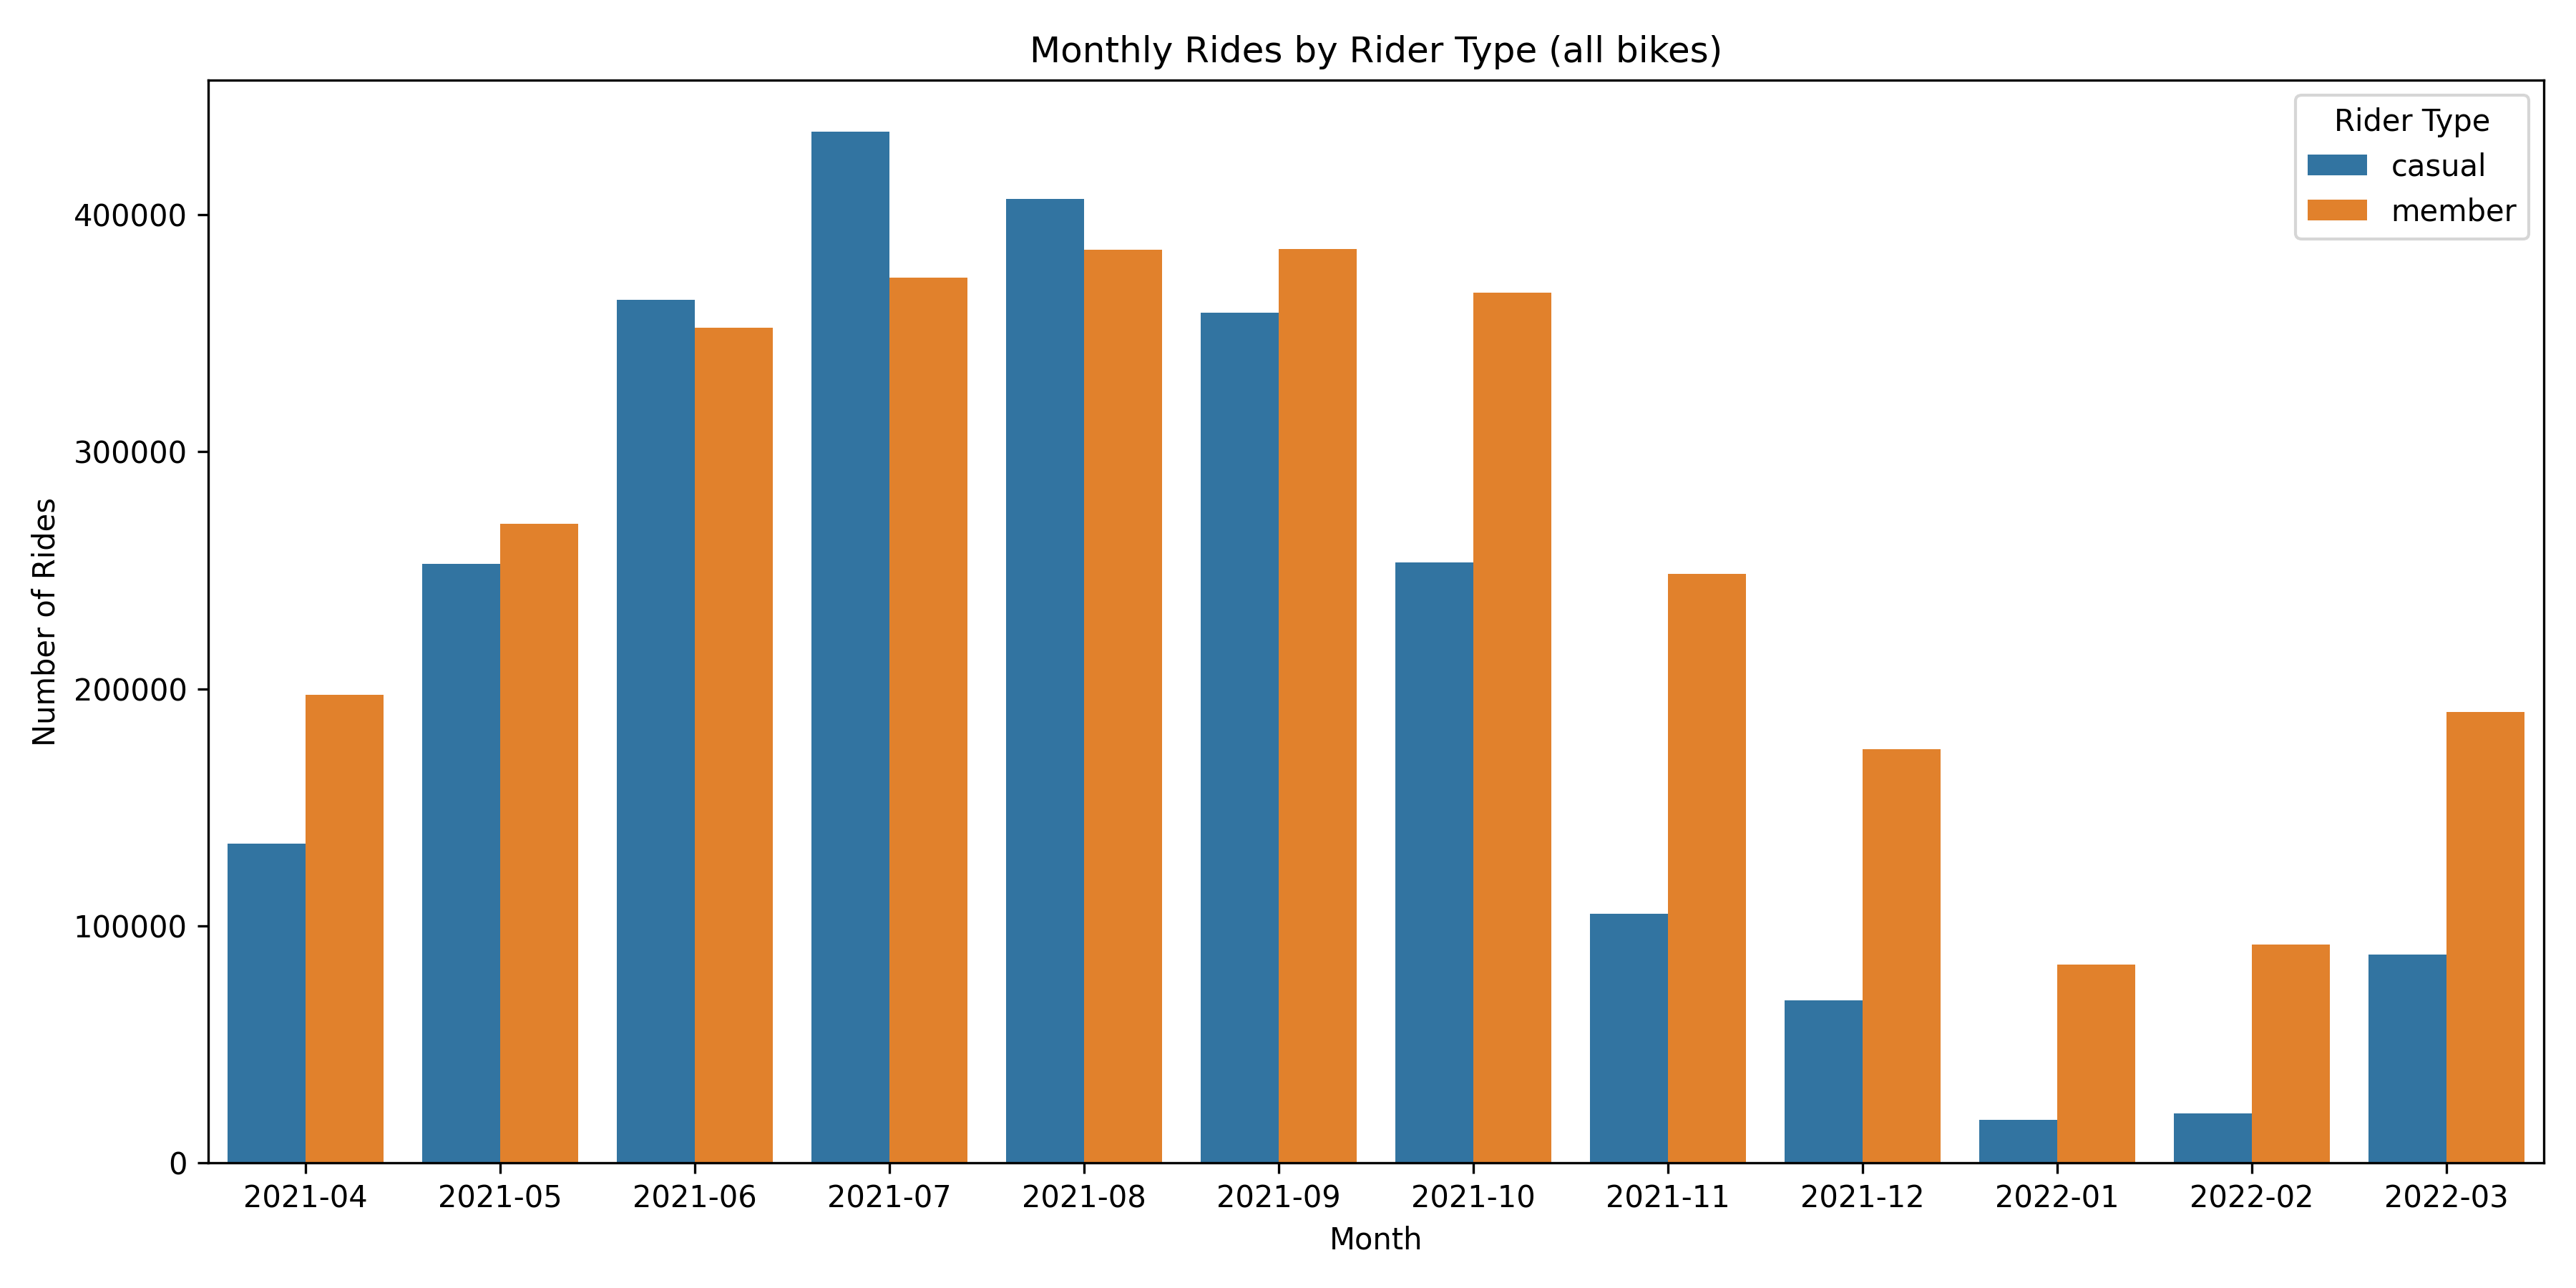 Monthly Rides by Rider Type (all bikes)
Rider Type
casual
member
Number of Rides
400000
300000
200000
100000
0
2021-04 2021-05 2021-06 2021-07 2021-08 2021-09 2021-10 2021-11 2021-12 2022-01 2022-02 2022-03
Month